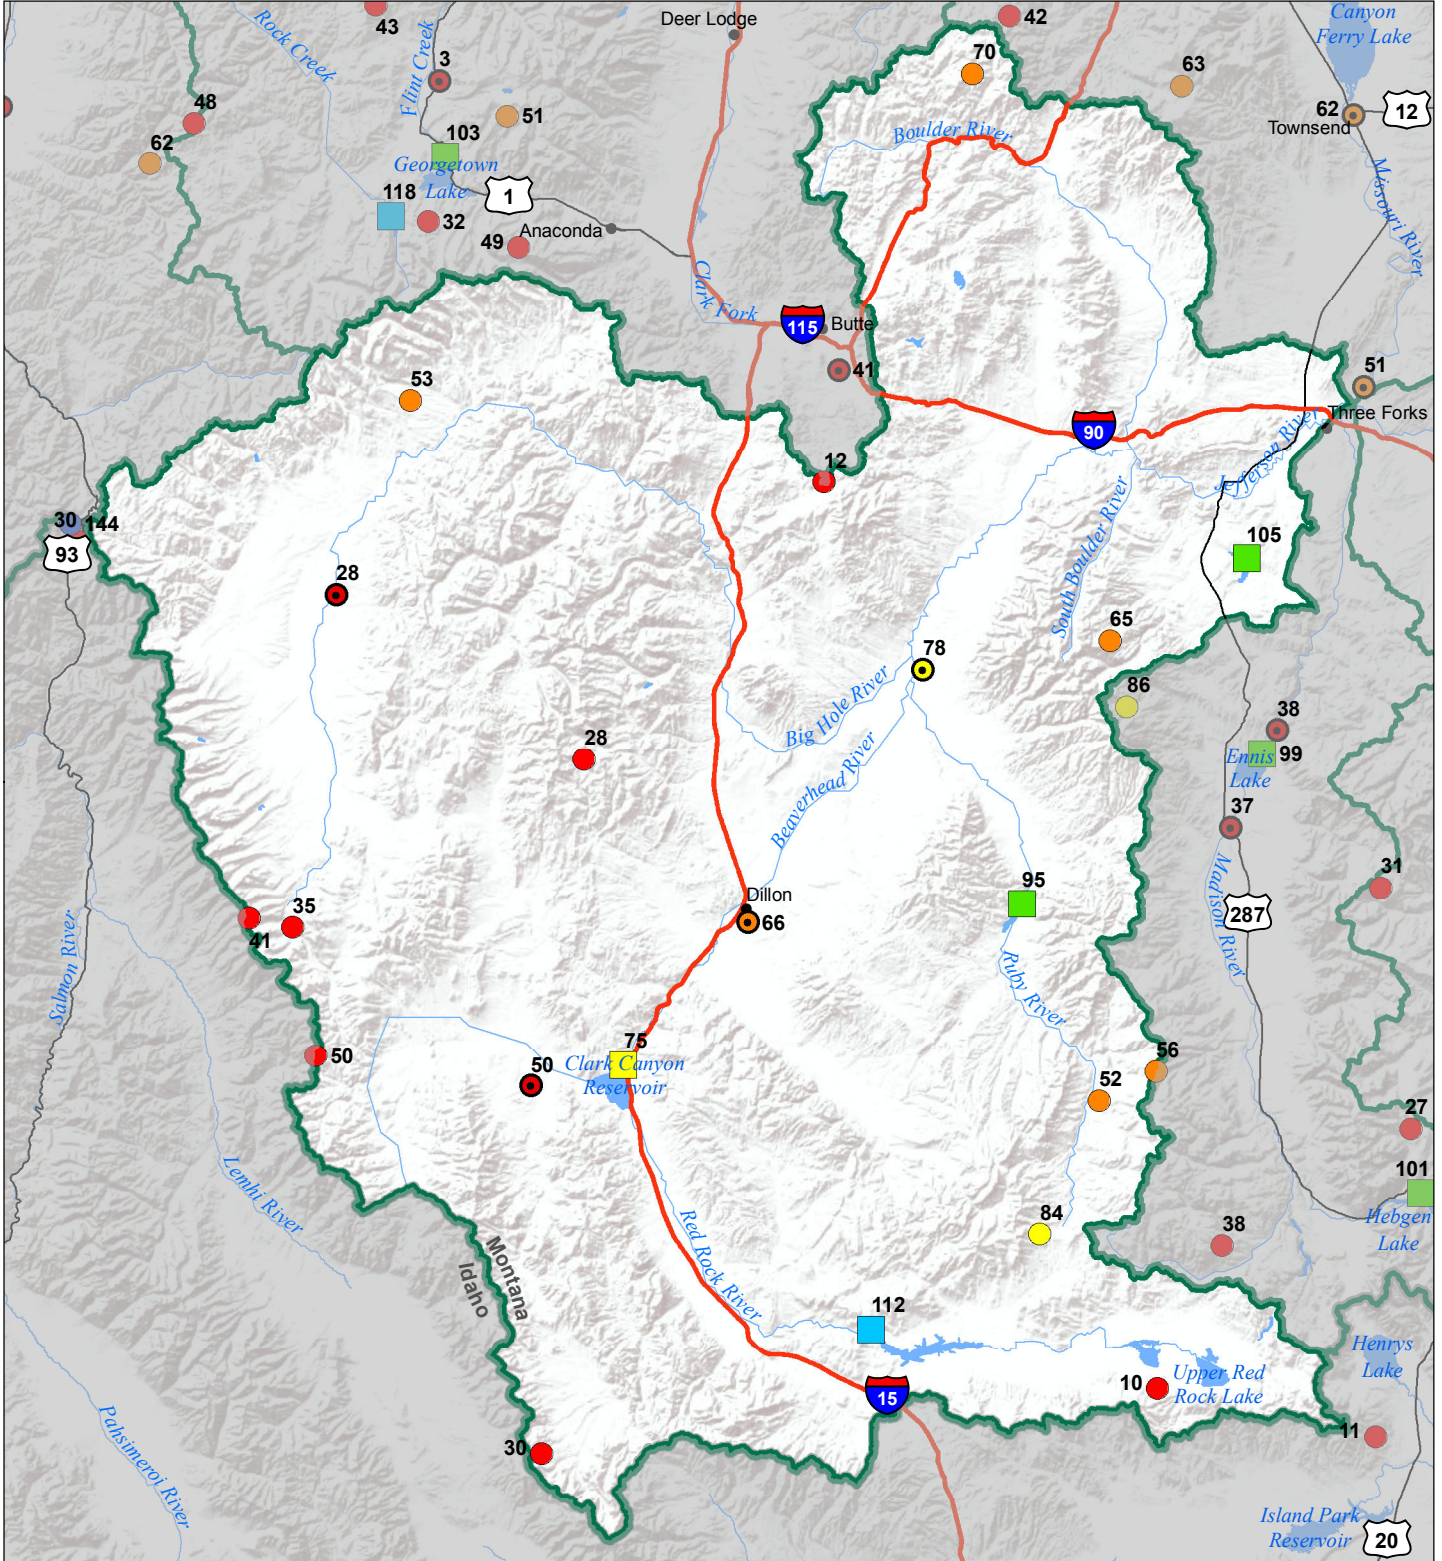 Deer Lodge
42
Canyon
Ferry Lake
43
Rock Creek
Flint Creek
3
70
63
48
51
62
Townsend
12
103
Boulder River
62
Georgetown
Lake
118
1
Missouri River
32
49
Anaconda
Clark Fork
115
Butte
41
51
53
Three Forks
90
Jefferson River
12
30
144
93
South Boulder River
105
28
65
78
86
Big Hole River
38
28
Ennis
Lake
99
Beaverhead River
37
Madison River
31
95
Dillon
66
287
35
41
Salmon River
Ruby River
75
50
50
Clark Canyon
Reservoir
56
52
27
Lemhi River
101
Hebgen
Lake
84
38
Montana
Idaho
Red Rock River
112
Henrys
Lake
Upper Red
Rock Lake
10
15
11
30
Pahsimeroi River
Island Park
Reservoir
20